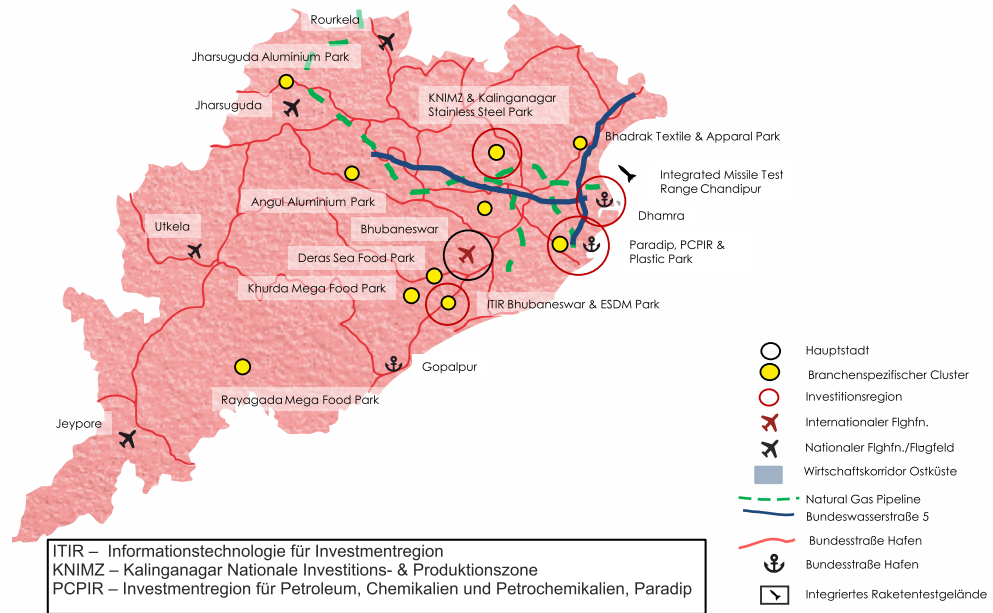 Rourkela
Jharsuguda Aluminium Park
Jharsuguda
KNIMZ & Kalinganagar
Stainless Steel Park
Bhadrak Textile & Apparal Park
Integrated Missile Test
Range Chandipur
Angul Aluminium Park
Dhamra
Utkela
Bhubaneswar
Paradip, PCPIR &
Plastic Park
Deras Sea Food Park
Khurda Mega Food Park
ITIR Bhubaneswar & ESDM Park
Gopalpur
Rayagada Mega Food Park
Jeypore
Hauptstadt
Branchenspezifischer Cluster
Investitionsregion
Internationaler Flghfn.
Nationaler Flghfn./Flugfeld
Wirtschaftskorridor Ostküste
Natural Gas Pipeline
Bundeswasserstraße 5
Bundesstraße Hafen
Bundesstraße Hafen
Integriertes Raketentestgelände
ITIR – Informationstechnologie für Investmentregion
KNIMZ – Kalinganagar Nationale Investitions- & Produktionszone
PCPIR – Investmentregion für Petroleum, Chemikalien und Petrochemikalien, Paradip